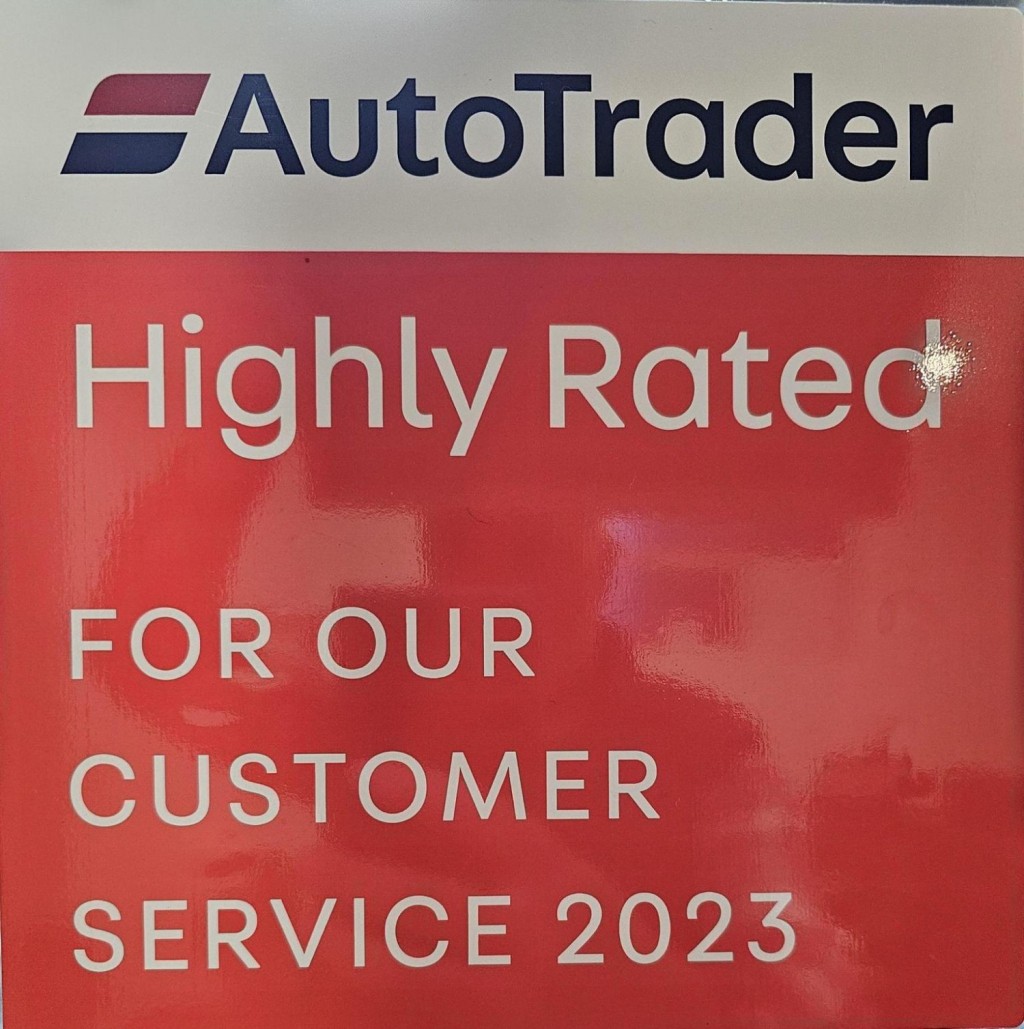 AutoTrader
Highly Rated
FOR OUR
CUSTOMER
SERVICE 2023